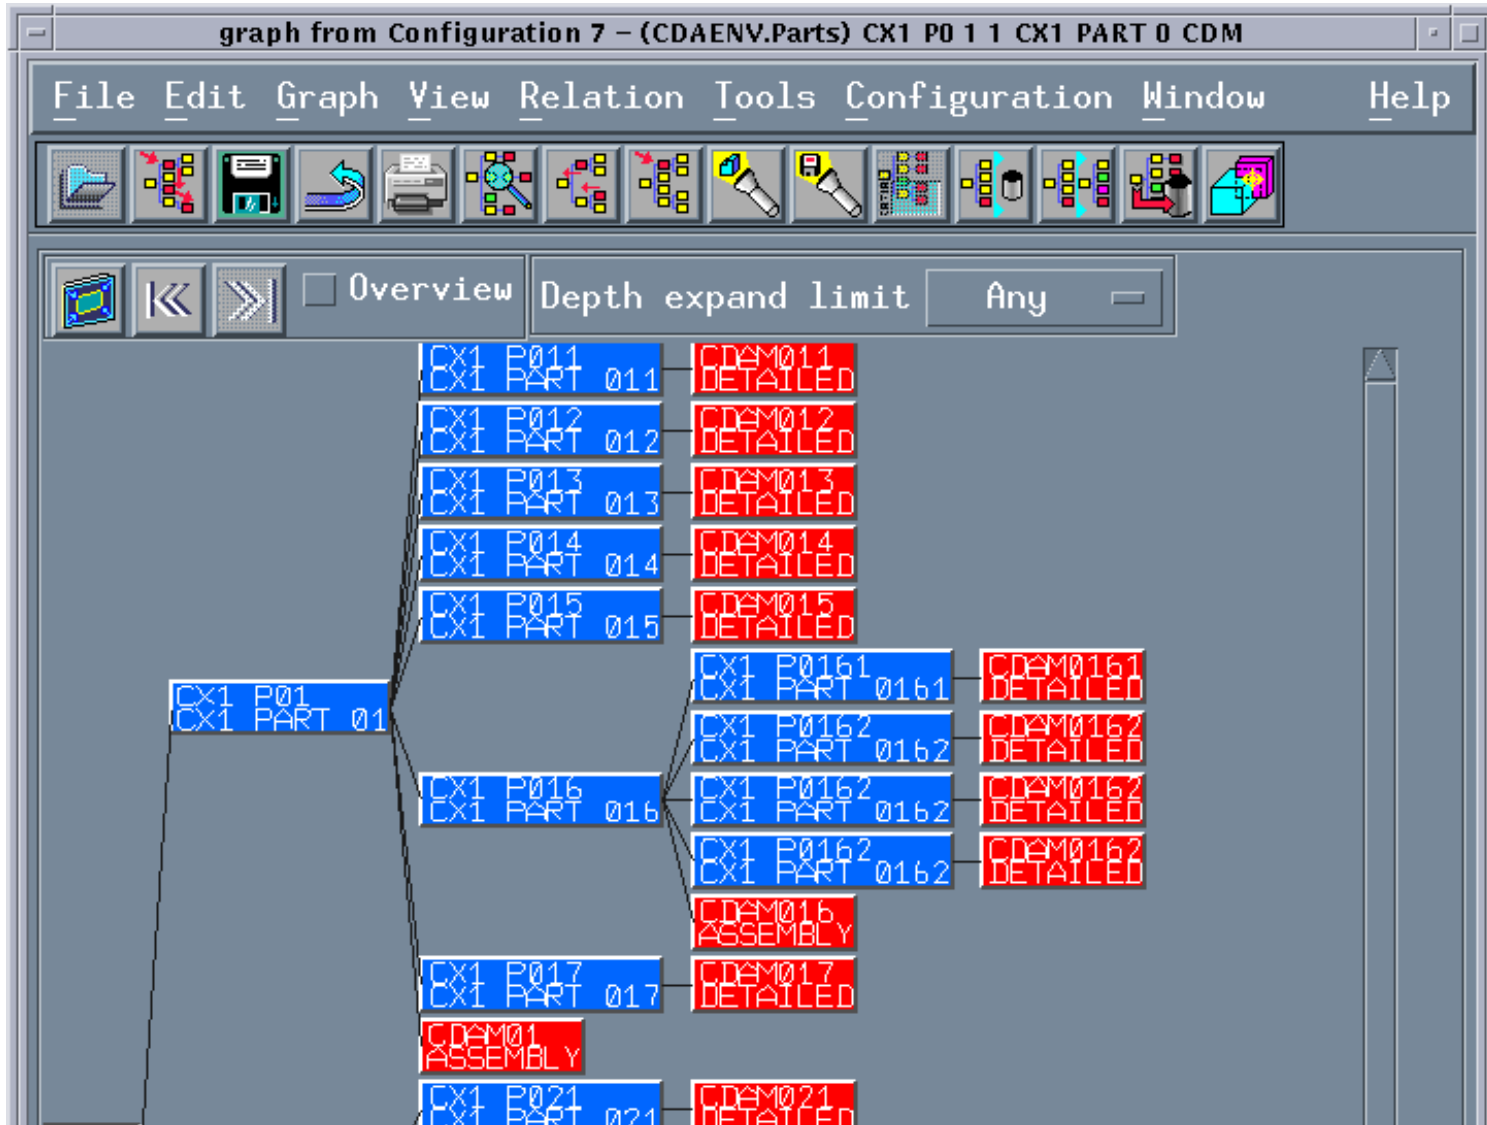 graph from Configuration 7 – (CDAENV.Parts) CX1 P0 1 1 CX1 PART 0 CDM
File Edit Graph View Relation Tools Configuration Window Help
Overview Depth expand limit Any
CX1 P011
CX1 PART 011
CDAM011
DETAILED
CX1 P012
CX1 PART 012
CDAM012
DETAILED
CX1 P013
CX1 PART 013
CDAM013
DETAILED
CX1 P014
CX1 PART 014
CDAM014
DETAILED
CX1 P015
CX1 PART 015
CDAM015
DETAILED
CX1 P0161
CX1 PART 0161
CDAM0161
DETAILED
CX1 P01
CX1 PART 01
CX1 P0162
CX1 PART 0162
CDAM0162
DETAILED
CX1 P016
CX1 PART 016
CX1 P0162
CX1 PART 0162
CDAM0162
DETAILED
CX1 P0162
CX1 PART 0162
CDAM0162
DETAILED
CDAM016
ASSEMBLY
CX1 P017
CX1 PART 017
CDAM017
DETAILED
CDAM01
ASSEMBLY
CX1 P021
CX1 PART 021
CDAM021
DETAILED